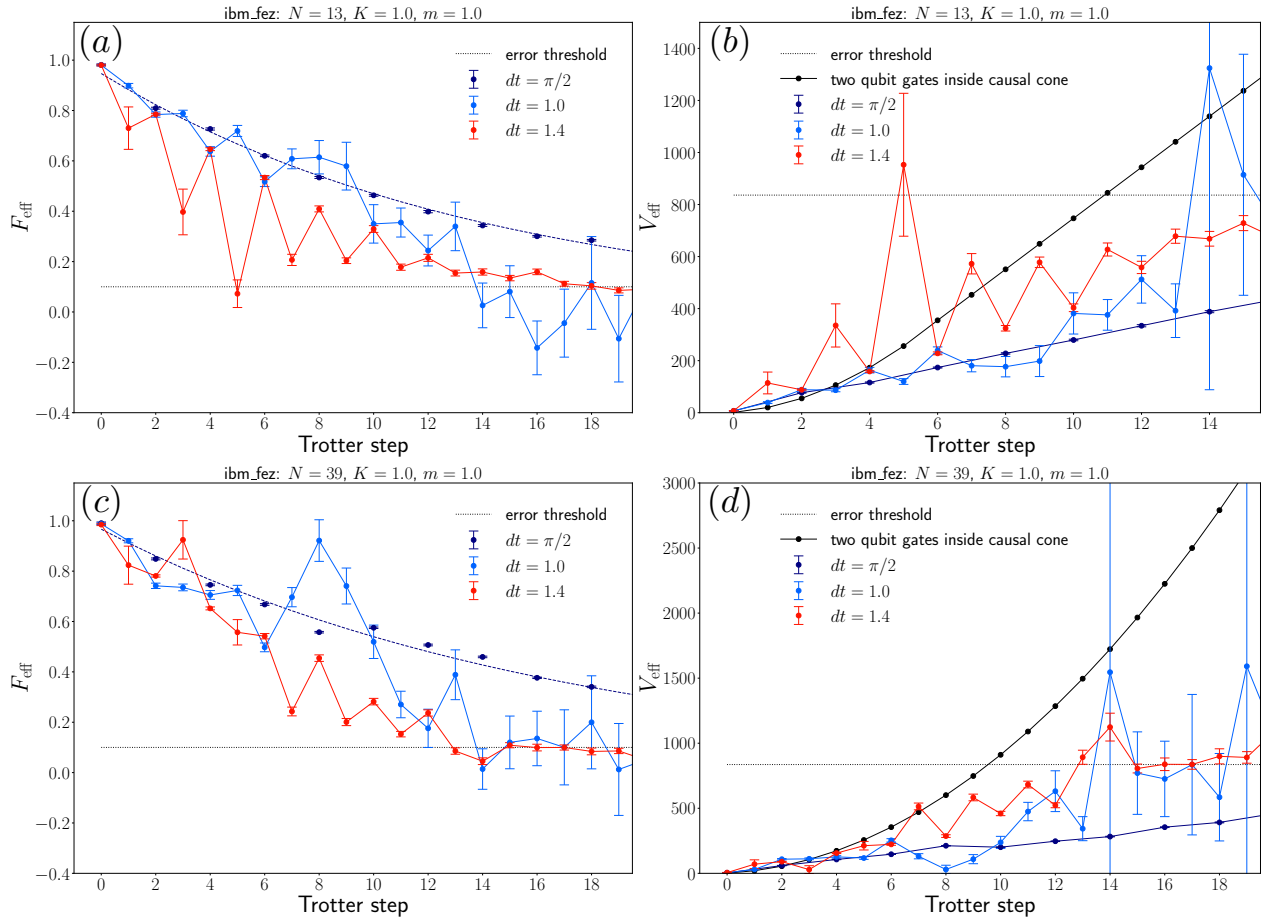 ibm_fez: N = 13, K = 1.0, m = 1.0
(a)
error threshold
dt = π/2
dt = 1.0
dt = 1.4
F_eff
1.0
0.8
0.6
0.4
0.2
0.0
−0.2
−0.4
0 2 4 6 8 10 12 14 16 18
Trotter step
ibm_fez: N = 13, K = 1.0, m = 1.0
(b)
error threshold
two qubit gates inside causal cone
dt = π/2
dt = 1.0
dt = 1.4
V_eff
1400
1200
1000
800
600
400
200
0
0 2 4 6 8 10 12 14
Trotter step
ibm_fez: N = 39, K = 1.0, m = 1.0
(c)
error threshold
dt = π/2
dt = 1.0
dt = 1.4
F_eff
1.0
0.8
0.6
0.4
0.2
0.0
−0.2
−0.4
0 2 4 6 8 10 12 14 16 18
Trotter step
ibm_fez: N = 39, K = 1.0, m = 1.0
(d)
error threshold
two qubit gates inside causal cone
dt = π/2
dt = 1.0
dt = 1.4
V_eff
3000
2500
2000
1500
1000
500
0
0 2 4 6 8 10 12 14 16 18
Trotter step